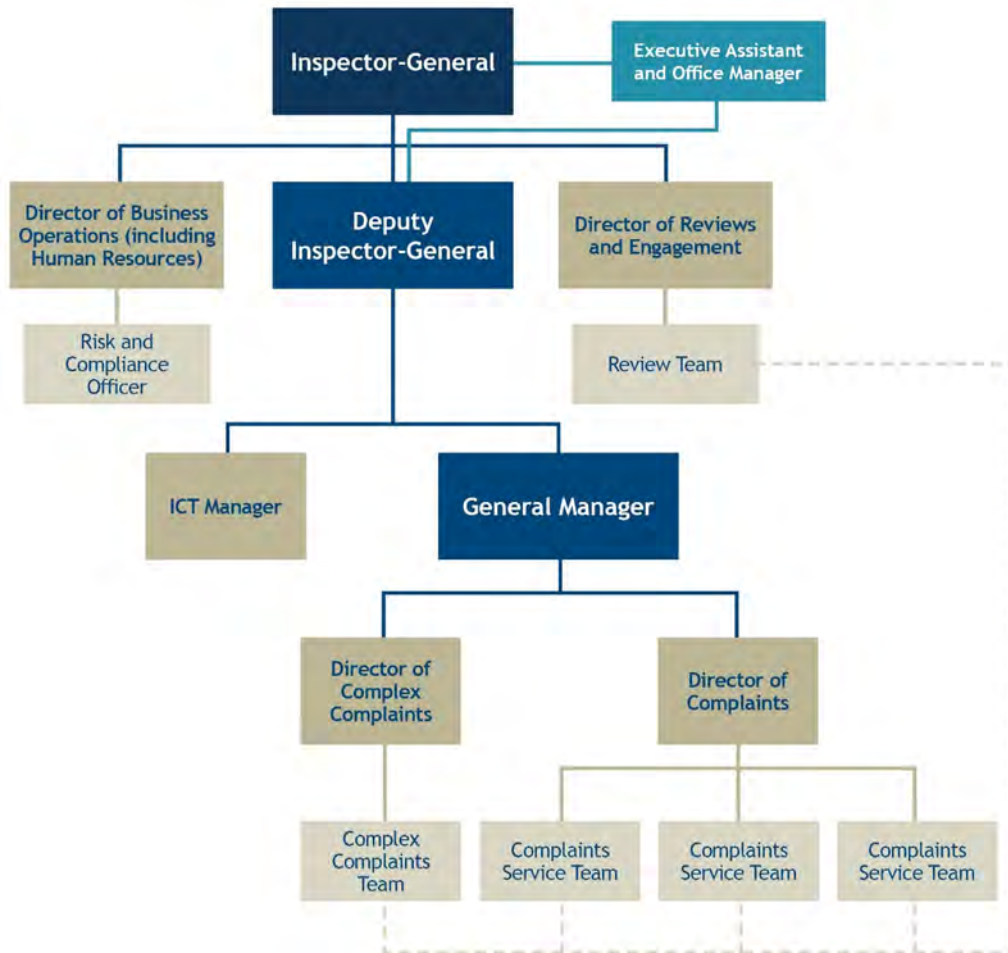 Inspector-General
Executive Assistant
and Office Manager
Director of Business
Operations (including
Human Resources)
Deputy
Inspector-General
Director of Reviews
and Engagement
Risk and
Compliance
Officer
Review Team
ICT Manager
General Manager
Director of
Complex
Complaints
Director of
Complaints
Complex
Complaints
Team
Complaints
Service Team
Complaints
Service Team
Complaints
Service Team